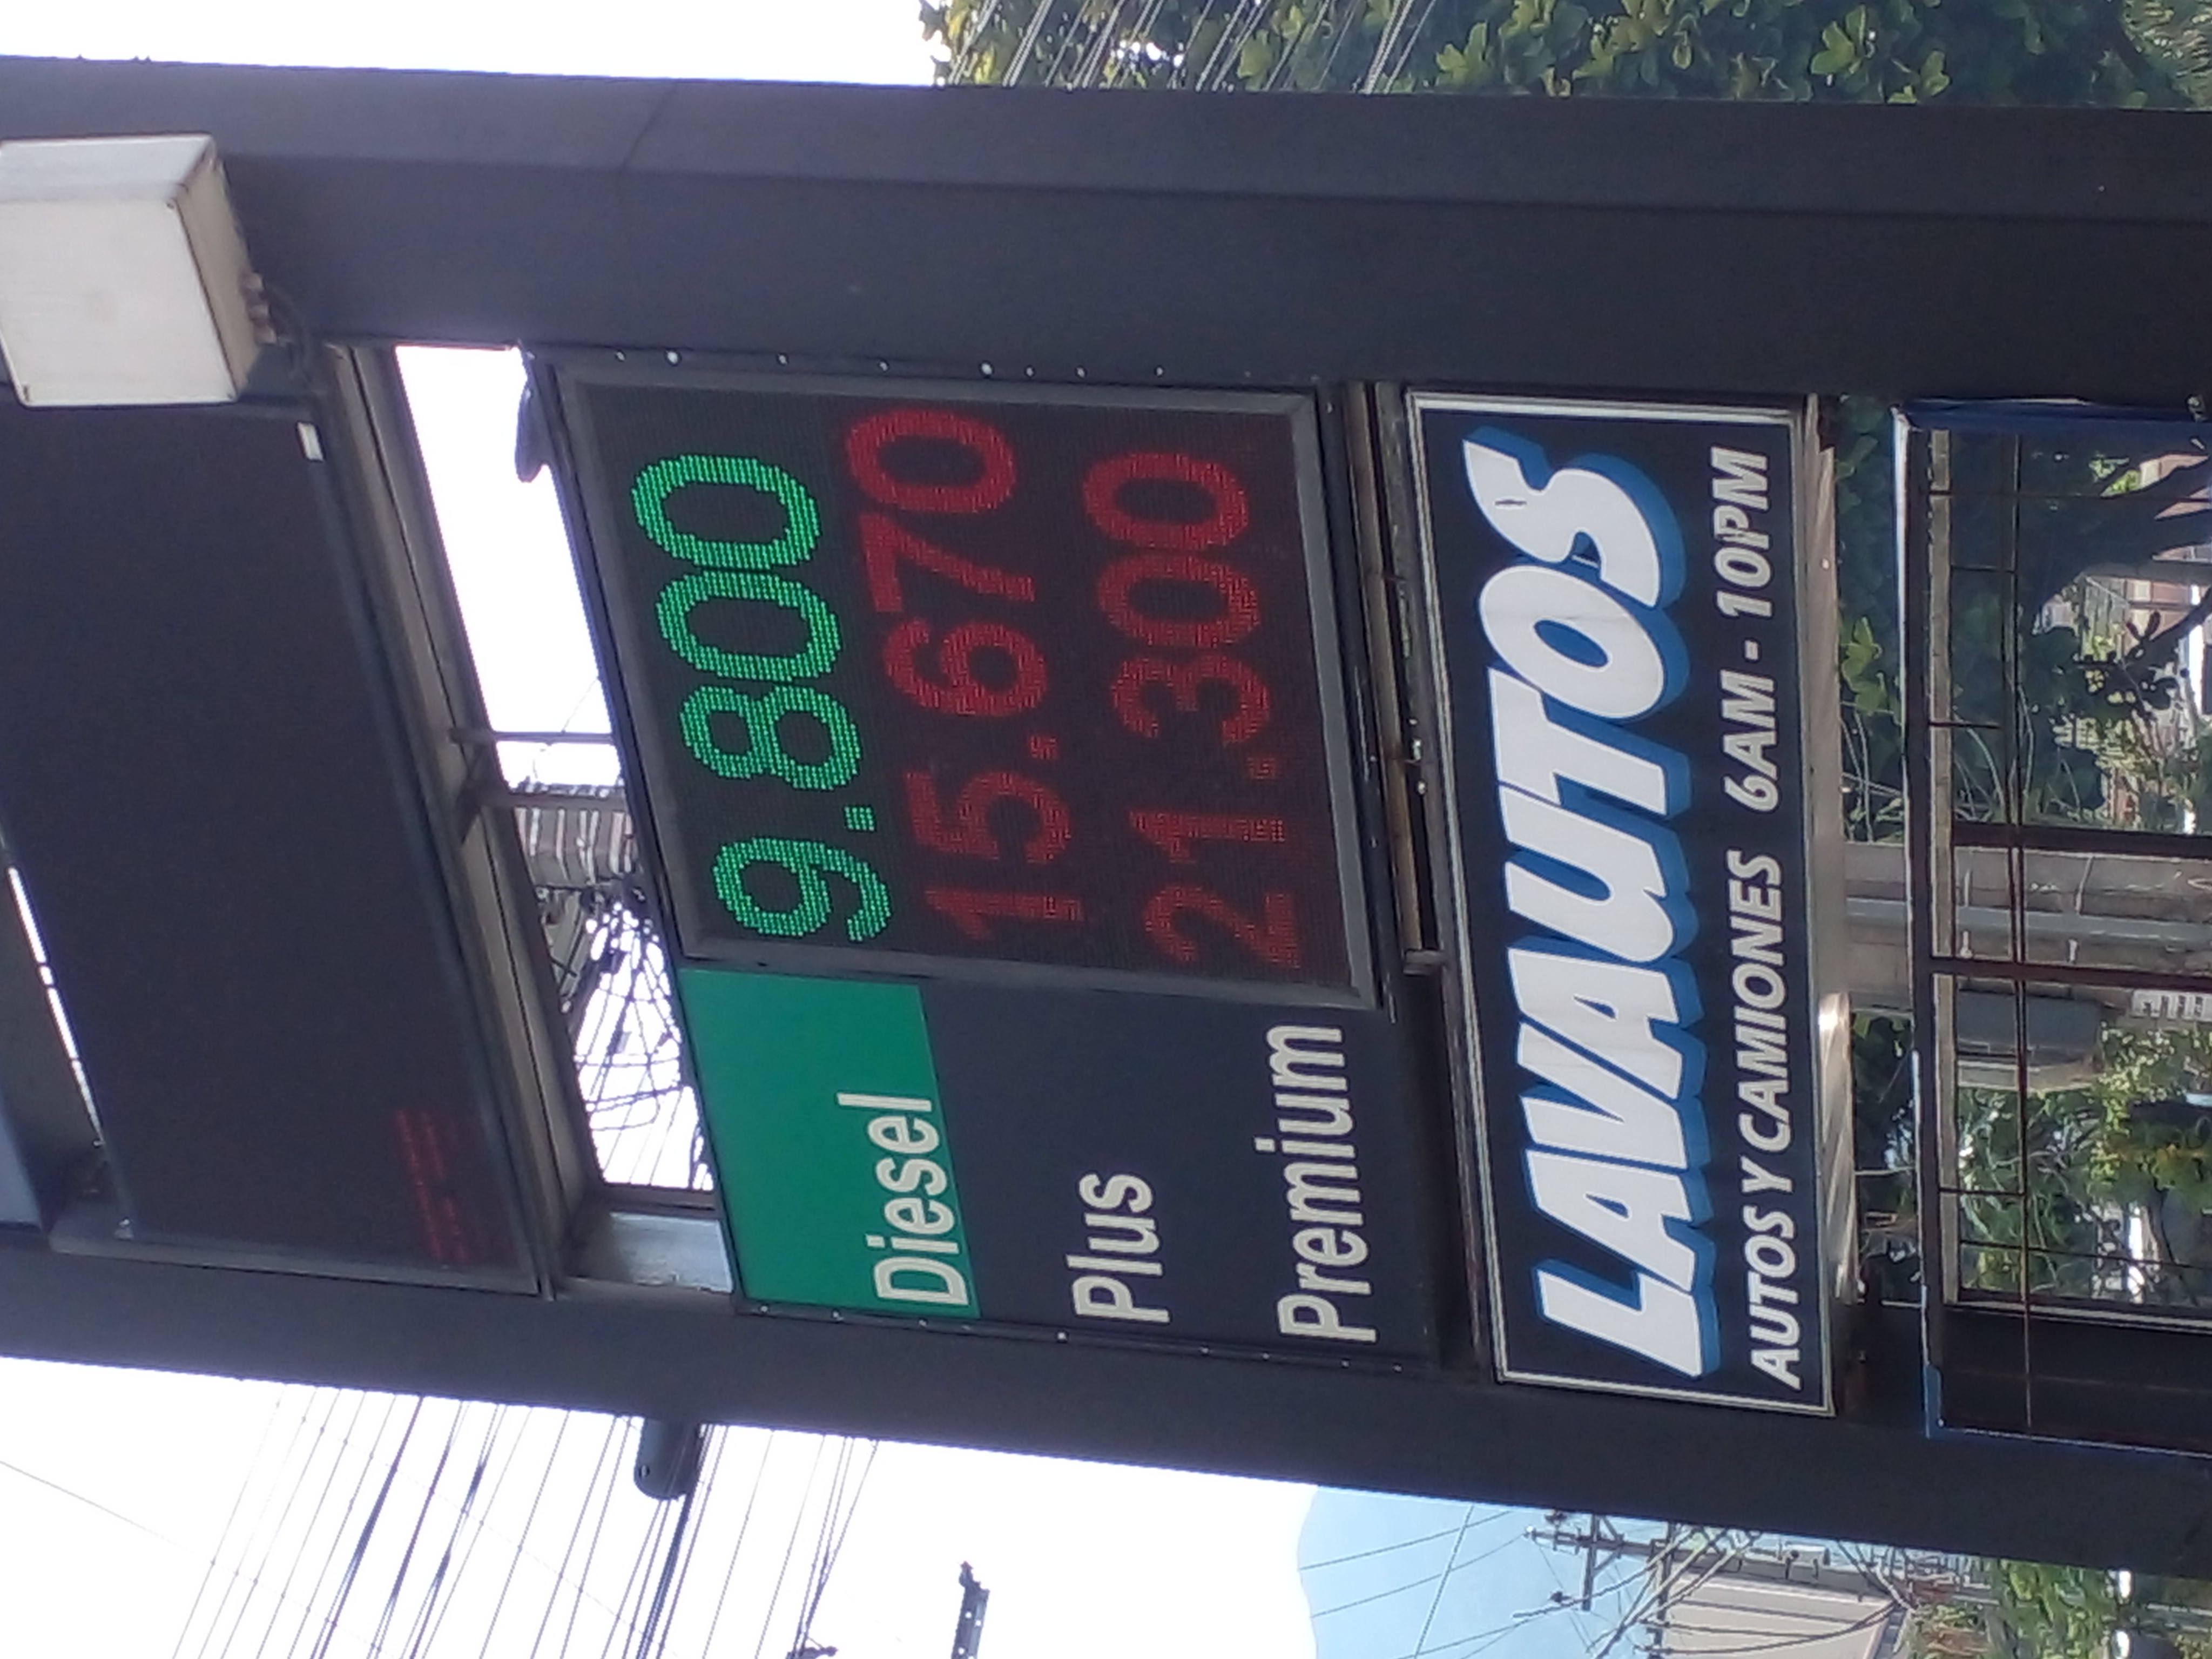 Diesel 9.800
Plus 15.670
Premium 21.300
LAVAUTOS
AUTOS Y CAMIONES 6AM - 10PM